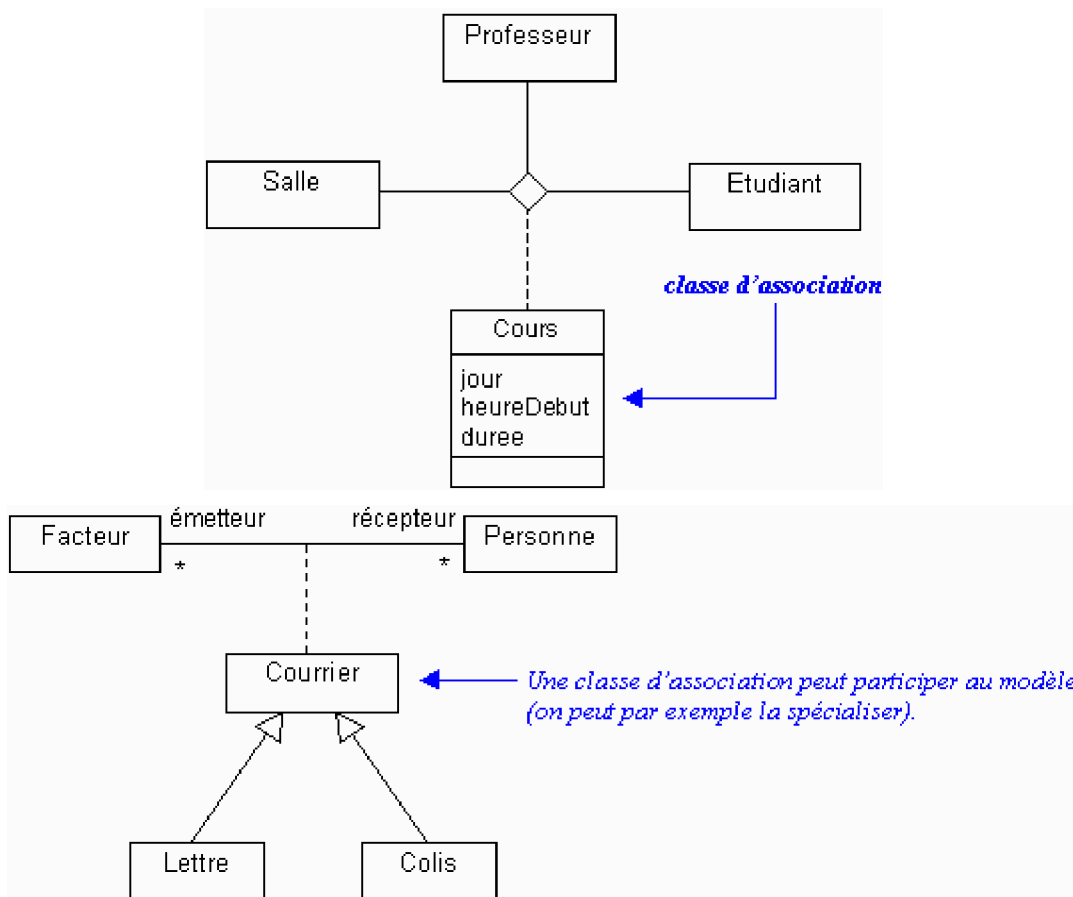 Professeur
Salle
Etudiant
classe d'association
Cours
jour
heureDebut
duree
émetteur
récepteur
Facteur
Personne
*
*
Courrier
Une classe d'association peut participer au modèle
(on peut par exemple la spécialiser).
Lettre
Colis